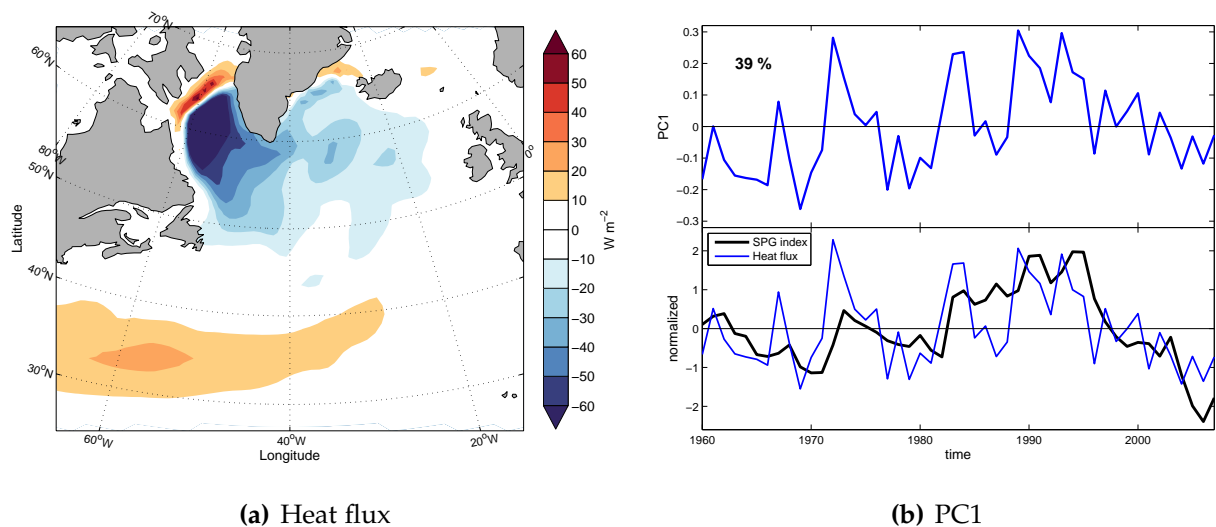 70°N
60°N
80°N
50°N
40°N
30°N
0°
60°W
40°W
20°W
Latitude
Longitude
60
50
40
30
20
10
0
−10
−20
−30
−40
−50
−60
W m⁻²
(a) Heat flux
0.3
0.2
0.1
0
−0.1
−0.2
−0.3
PC1
39 %
2
1
0
−1
−2
normalized
SPG index
Heat flux
1960 1970 1980 1990 2000
time
(b) PC1